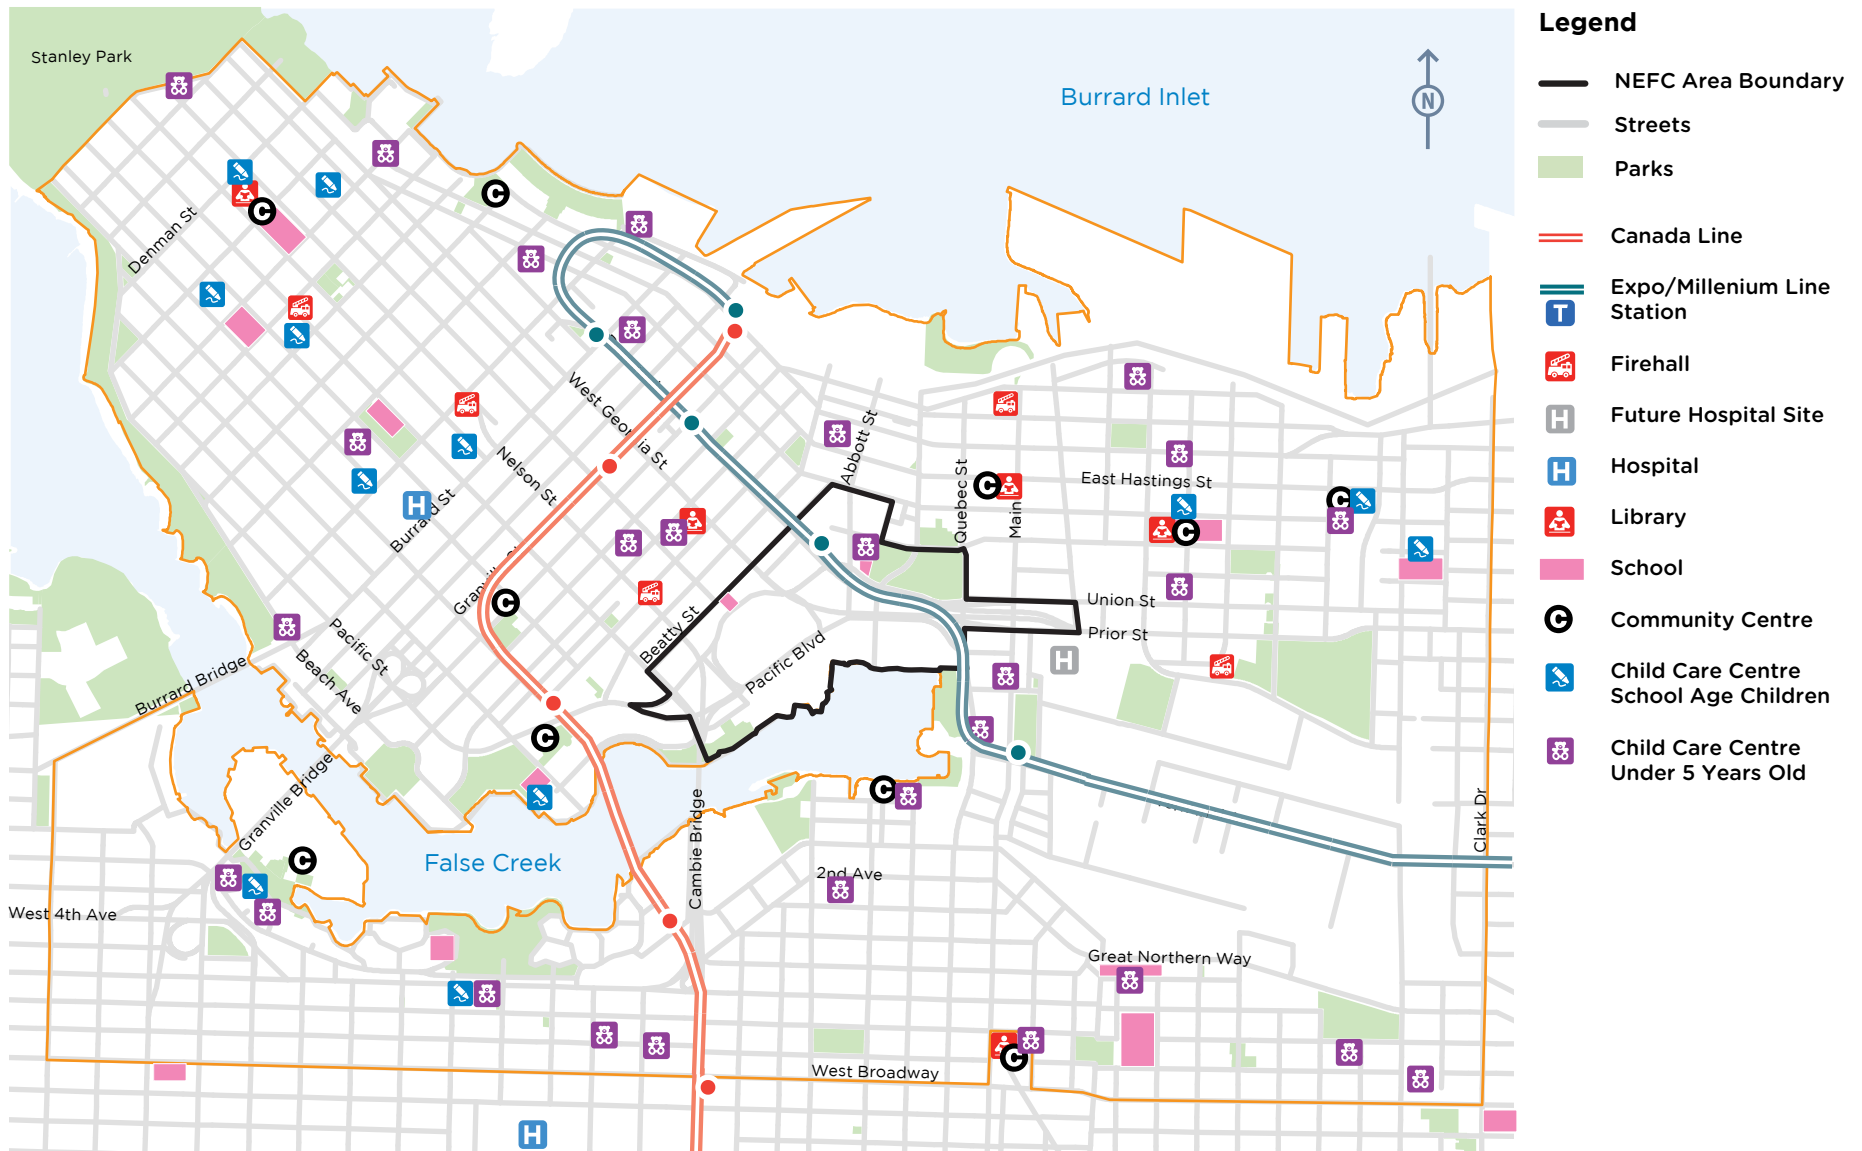 Stanley Park
Burrard Inlet
N
Denman St
West Georgia St
Nelson St
Abbott St
Quebec St
Main
East Hastings St
Burrard St
Beatty St
Union St
Prior St
Pacific St
Beach Ave
Pacific Blvd
Burrard Bridge
Granville Bridge
False Creek
Cambie Bridge
Clark Dr
2nd Ave
West 4th Ave
Great Northern Way
West Broadway
H
H
H
C
C
C
C
C
C
C
C
C
C
C
Legend
NEFC Area Boundary
Streets
Parks
Canada Line
Expo/Millenium Line
T Station
Firehall
H Future Hospital Site
H Hospital
Library
School
C Community Centre
Child Care Centre
School Age Children
Child Care Centre
Under 5 Years Old